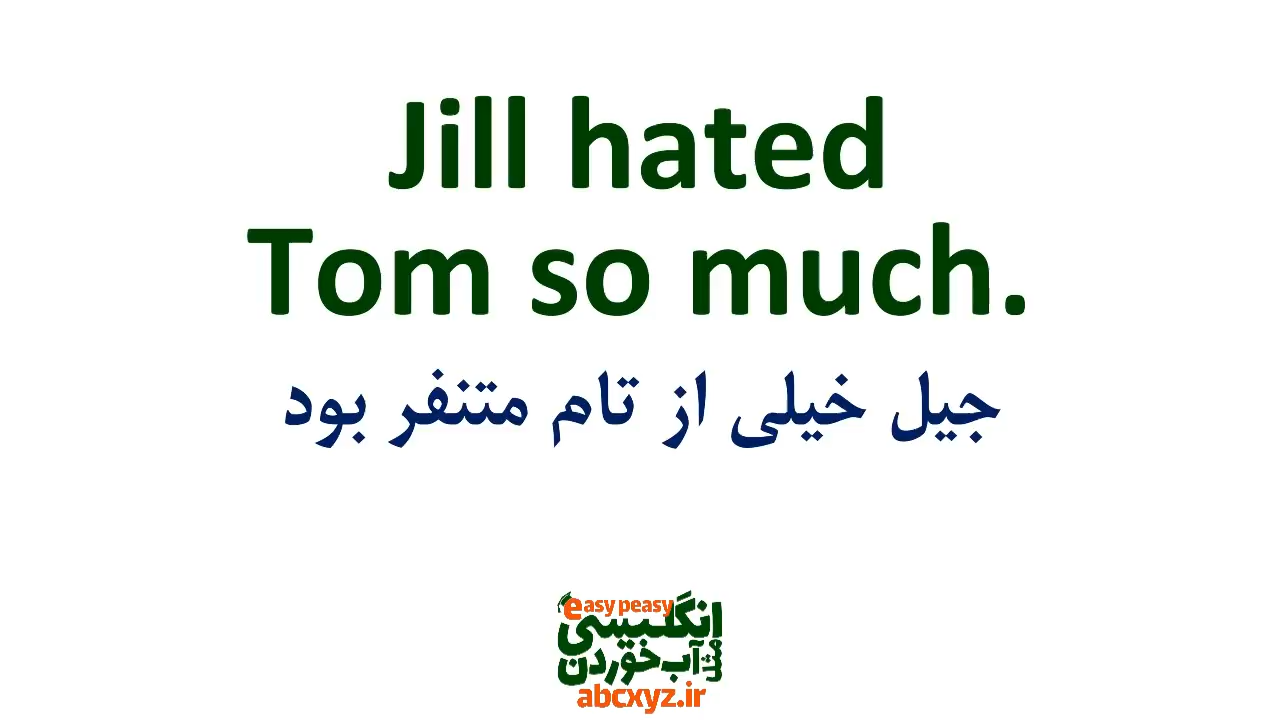 Jill hated
Tom so much.
جیل خیلی از تام متنفر بود
easy peasy
انگلیسی
مثل آب خوردن
abcxyz.ir